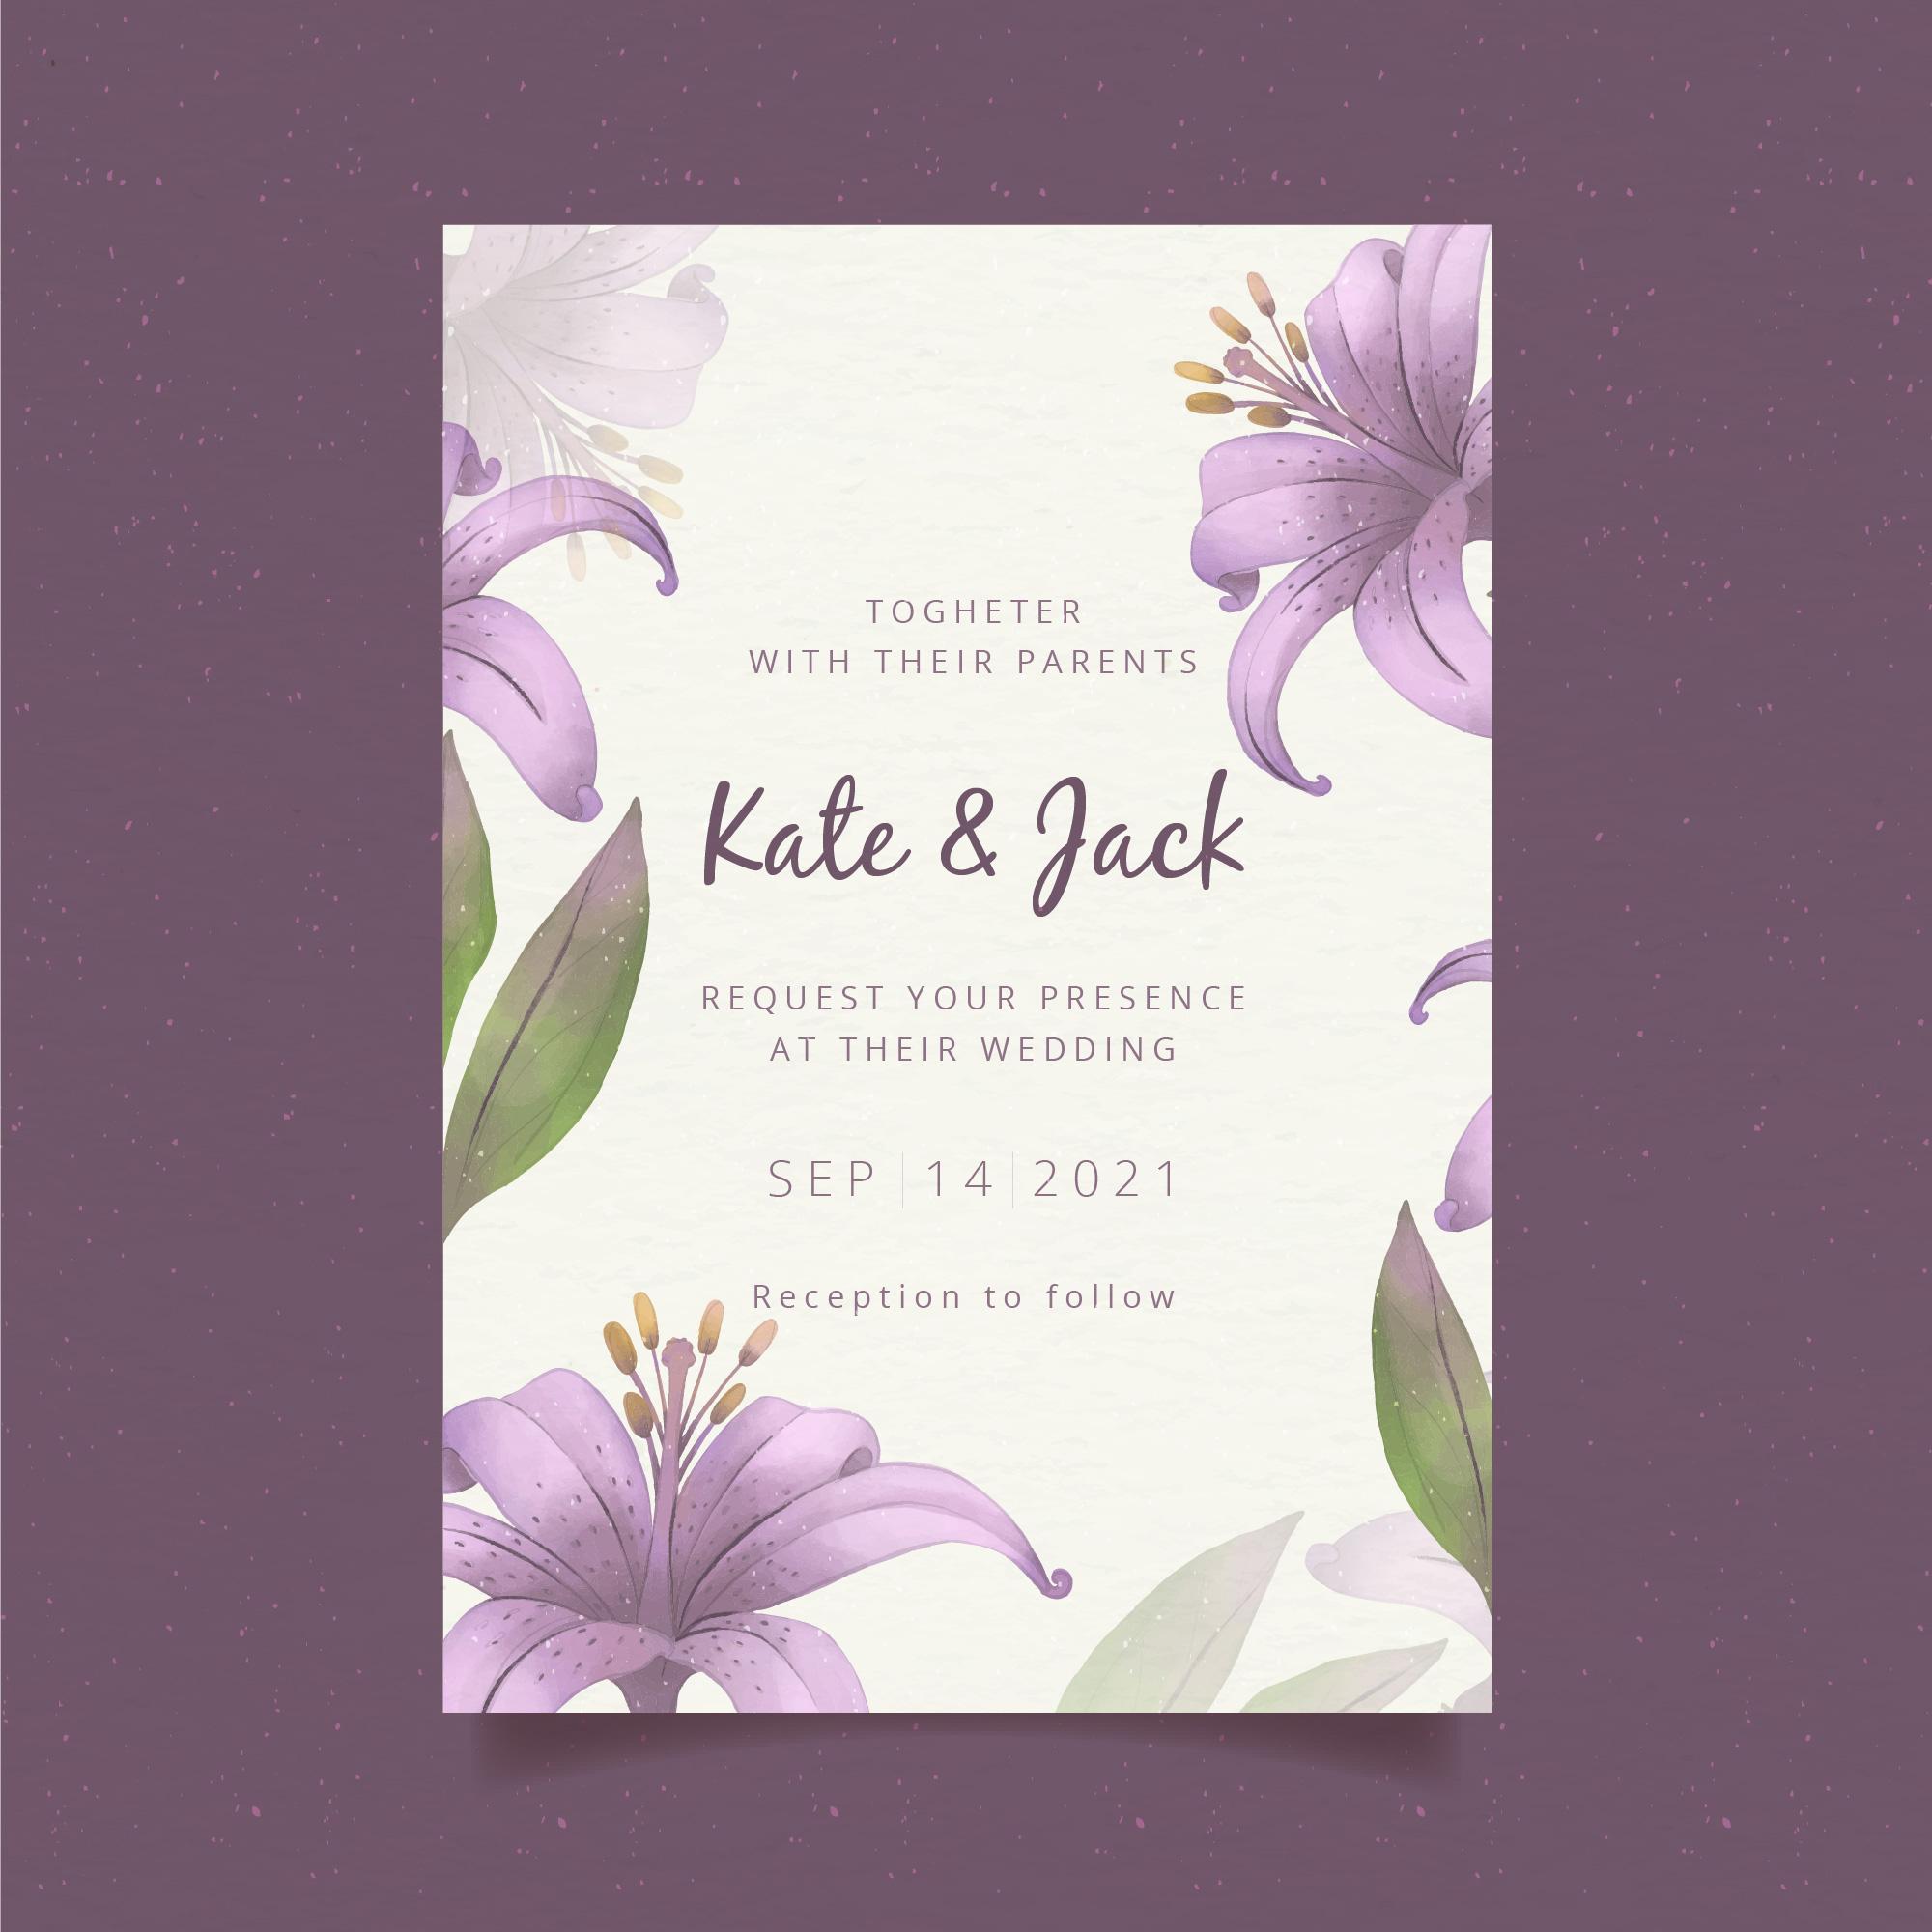 TOGHETER
WITH THEIR PARENTS
Kate & Jack
REQUEST YOUR PRESENCE
AT THEIR WEDDING
SEP 14 2021
Reception to follow